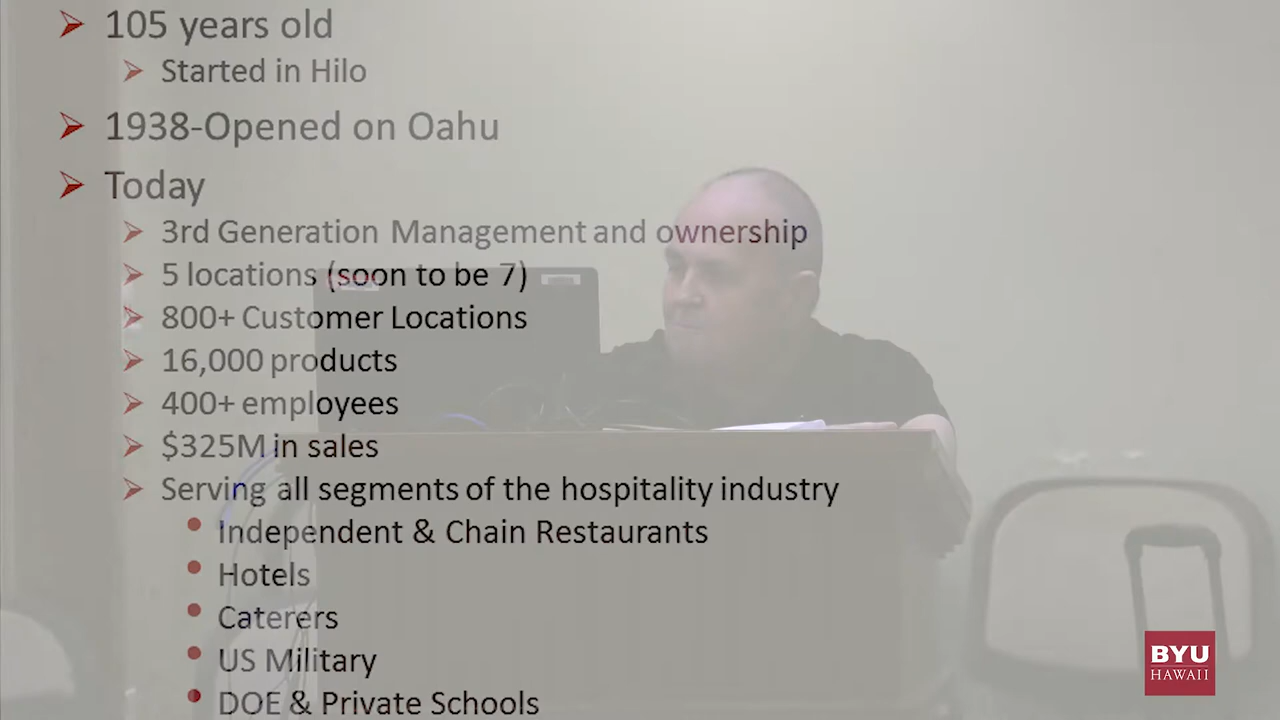 105 years old
Started in Hilo
1938-Opened on Oahu
Today
3rd Generation Management and ownership
5 locations (soon to be 7)
800+ Customer Locations
16,000 products
400+ employees
$325M in sales
Serving all segments of the hospitality industry
Independent & Chain Restaurants
Hotels
Caterers
US Military
DOE & Private Schools
BYU
HAWAII